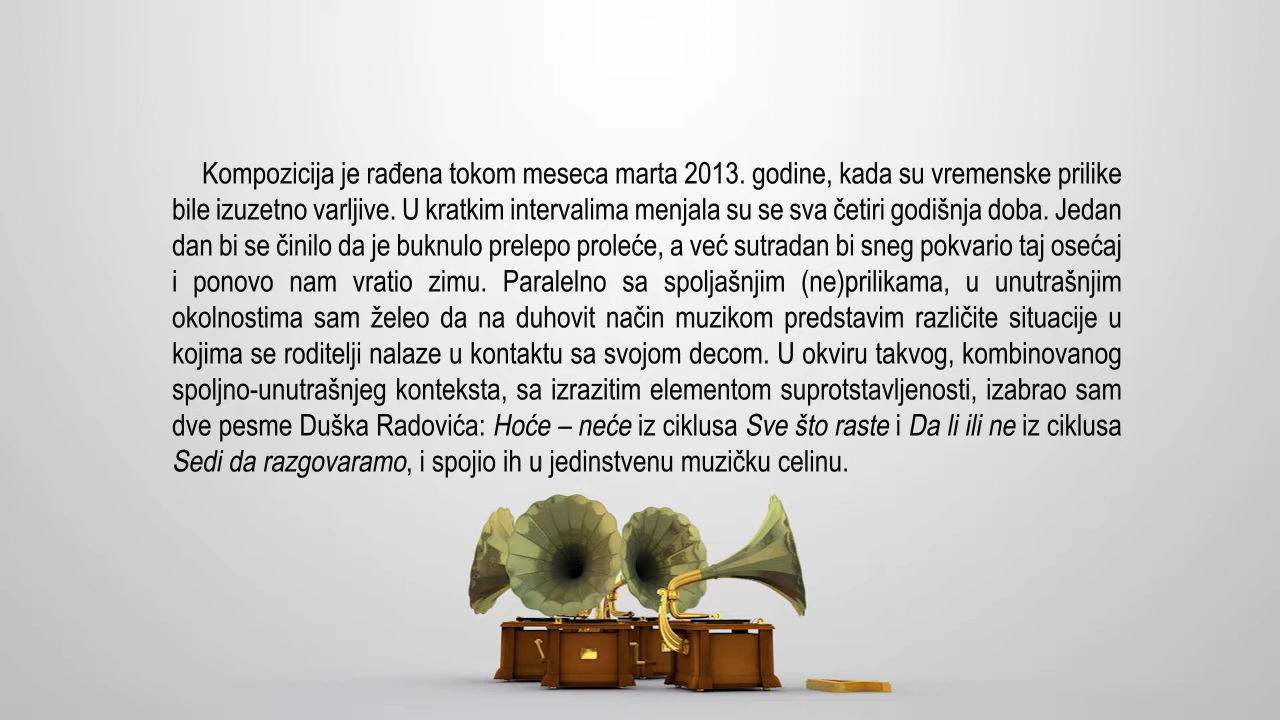 Kompozicija je rađena tokom meseca marta 2013. godine, kada su vremenske prilike
bile izuzetno varljive. U kratkim intervalima menjala su se sva četiri godišnja doba. Jedan
dan bi se činilo da je buknulo prelepo proleće, a već sutradan bi sneg pokvario taj osećaj
i ponovo nam vratio zimu. Paralelno sa spoljašnjim (ne)prilikama, u unutrašnjim
okolnostima sam želeo da na duhovit način muzikom predstavim različite situacije u
kojima se roditelji nalaze u kontaktu sa svojom decom. U okviru takvog, kombinovanog
spoljno-unutrašnjeg konteksta, sa izrazitim elementom suprotstavljenosti, izabrao sam
dve pesme Duška Radovića: Hoće – neće iz ciklusa Sve što raste i Da li ili ne iz ciklusa
Sedi da razgovaramo, i spojio ih u jedinstvenu muzičku celinu.